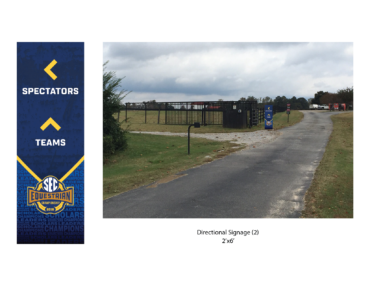 SPECTATORS
TEAMS
SEC
EQUESTRIAN
Directional Signage (2)
2'x6'